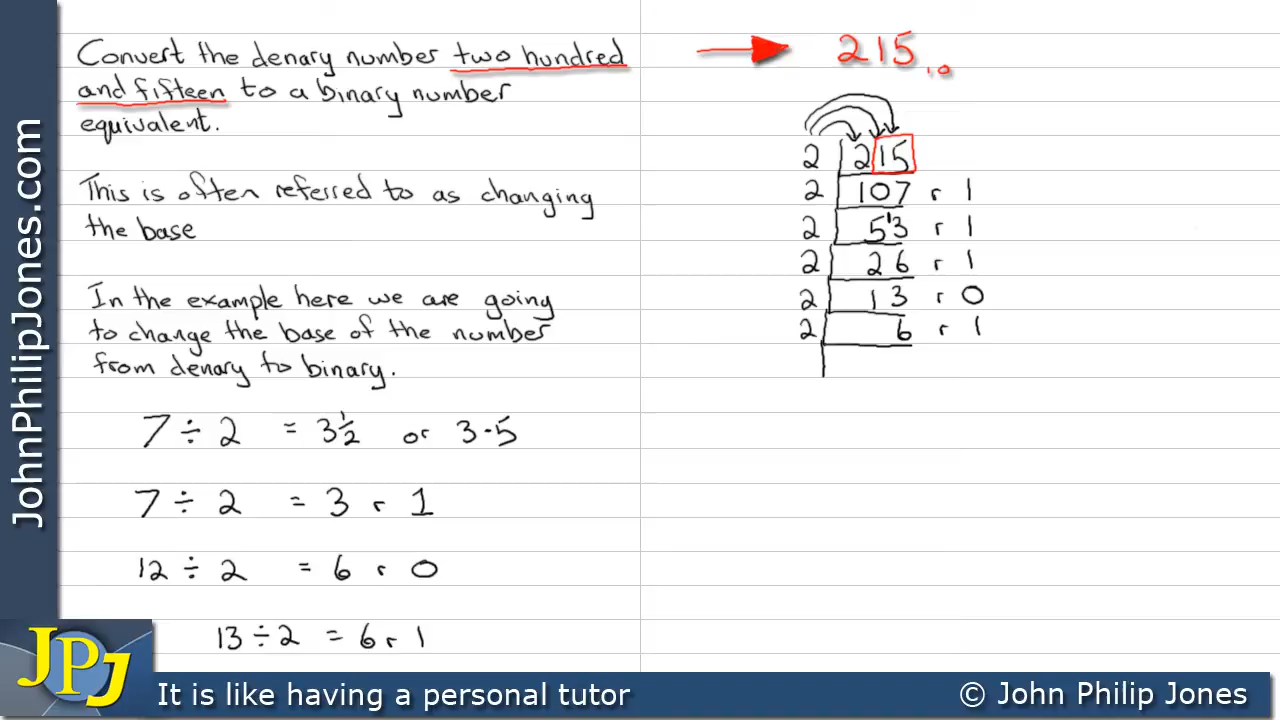 JohnPhilipJones.com
Convert the denary number two hundred
and fifteen to a binary number
equivalent.
This is often referred to as changing
the base
In the example here we are going
to change the base of the number
from denary to binary.
7 ÷ 2 = 3½ or 3·5
7 ÷ 2 = 3 r 1
12 ÷ 2 = 6 r 0
13 ÷ 2 = 6 r 1
215₁₀
2 215
2 107 r 1
2 5¹3 r 1
2 26 r 1
2 13 r 0
2 6 r 1
JPJ
It is like having a personal tutor
© John Philip Jones